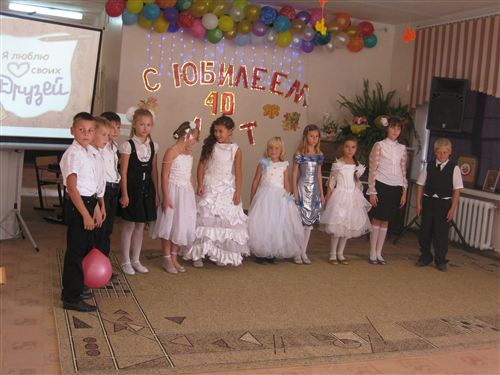 Я люблю
своих
Друзей
С ЮБИЛЕЕМ
40
ЛЕТ